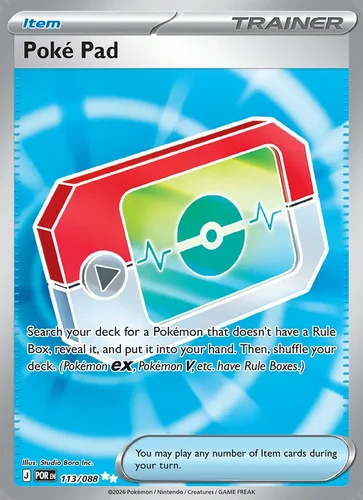 Item
TRAINER
Poké Pad
Search your deck for a Pokémon that doesn't have a Rule
Box, reveal it, and put it into your hand. Then, shuffle your
deck. (Pokémon ex, Pokémon V, etc. have Rule Boxes.)
Illus. Studio Bora Inc.
J POR EN 113/088
You may play any number of Item cards during
your turn.
©2026 Pokémon / Nintendo / Creatures / GAME FREAK